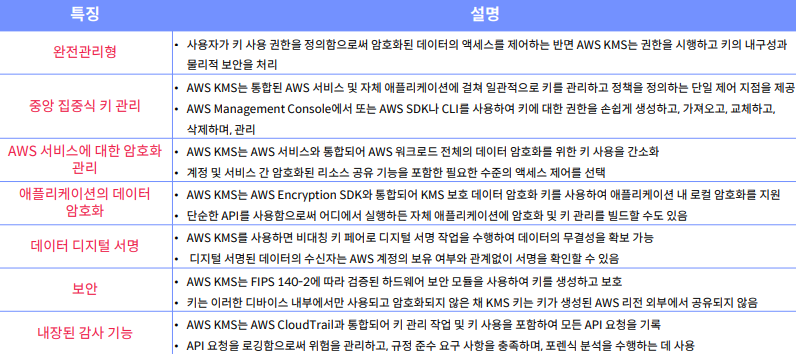 특징
설명
완전관리형
• 사용자가 키 사용 권한을 정의함으로써 암호화된 데이터의 액세스를 제어하는 반면 AWS KMS는 권한을 시행하고 키의 내구성과
물리적 보안을 처리
중앙 집중식 키 관리
• AWS KMS는 통합된 AWS 서비스 및 자체 애플리케이션에 걸쳐 일관적으로 키를 관리하고 정책을 정의하는 단일 제어 지점을 제공
• AWS Management Console에서 또는 AWS SDK나 CLI를 사용하여 키에 대한 권한을 손쉽게 생성하고, 가져오고, 교체하고,
삭제하며, 관리
AWS 서비스에 대한 암호화
관리
• AWS KMS는 AWS 서비스와 통합되어 AWS 워크로드 전체의 데이터 암호화를 위한 키 사용을 간소화
• 계정 및 서비스 간 암호화된 리소스 공유 기능을 포함한 필요한 수준의 액세스 제어를 선택
애플리케이션의 데이터
암호화
• AWS KMS는 AWS Encryption SDK와 통합되어 KMS 보호 데이터 암호화 키를 사용하여 애플리케이션 내 로컬 암호화를 지원
• 단순한 API를 사용함으로써 어디에서 실행하든 자체 애플리케이션에 암호화 및 키 관리를 빌드할 수도 있음
데이터 디지털 서명
• AWS KMS를 사용하면 비대칭 키 페어로 디지털 서명 작업을 수행하여 데이터의 무결성을 확보 가능
• 디지털 서명된 데이터의 수신자는 AWS 계정의 보유 여부와 관계없이 서명을 확인할 수 있음
보안
• AWS KMS는 FIPS 140-2에 따라 검증된 하드웨어 보안 모듈을 사용하여 키를 생성하고 보호
• 키는 이러한 디바이스 내부에서만 사용되고 암호화되지 않은 채 KMS 키는 키가 생성된 AWS 리전 외부에서 공유되지 않음
내장된 감사 기능
• AWS KMS는 AWS CloudTrail과 통합되어 키 관리 작업 및 키 사용을 포함하여 모든 API 요청을 기록
• API 요청을 로깅함으로써 위험을 관리하고, 규정 준수 요구 사항을 충족하며, 포렌식 분석을 수행하는 데 사용